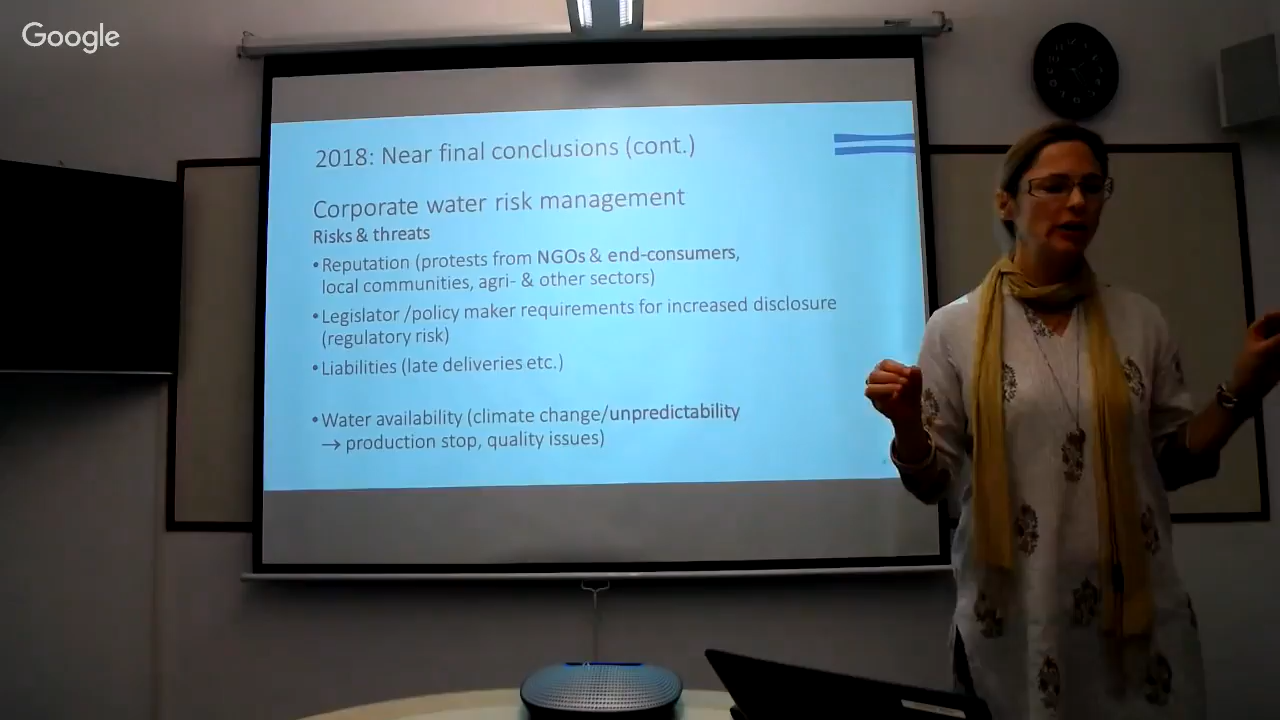 Google
2018: Near final conclusions (cont.)
Corporate water risk management
Risks & threats
•Reputation (protests from NGOs & end-consumers,
local communities, agri- & other sectors)
•Legislator /policy maker requirements for increased disclosure
(regulatory risk)
•Liabilities (late deliveries etc.)
•Water availability (climate change/unpredictability
→ production stop, quality issues)